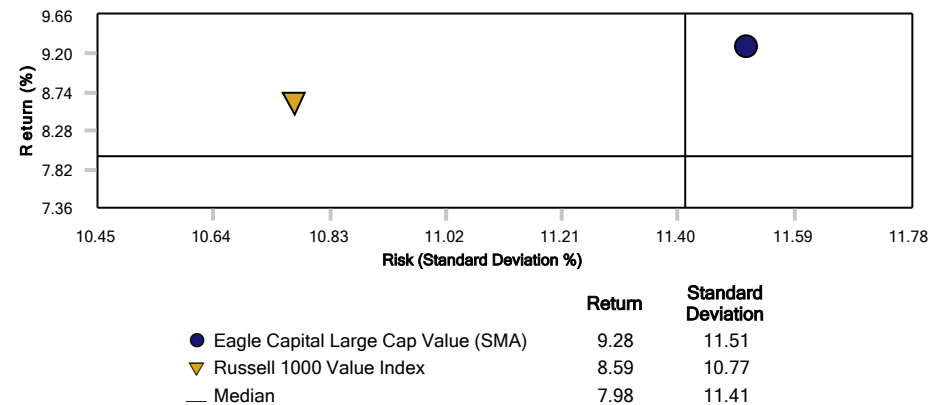 9.66
9.20
8.74
8.28
7.82
7.36
Return (%)
10.45 10.64 10.83 11.02 11.21 11.40 11.59 11.78
Risk (Standard Deviation %)
Return Standard Deviation
Eagle Capital Large Cap Value (SMA) 9.28 11.51
Russell 1000 Value Index 8.59 10.77
Median 7.98 11.41